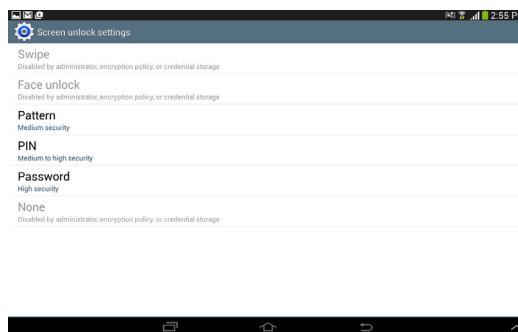 2:55 P
Screen unlock settings
Swipe
Disabled by administrator, encryption policy, or credential storage
Face unlock
Disabled by administrator, encryption policy, or credential storage
Pattern
Medium security
PIN
Medium to high security
Password
High security
None
Disabled by administrator, encryption policy, or credential storage